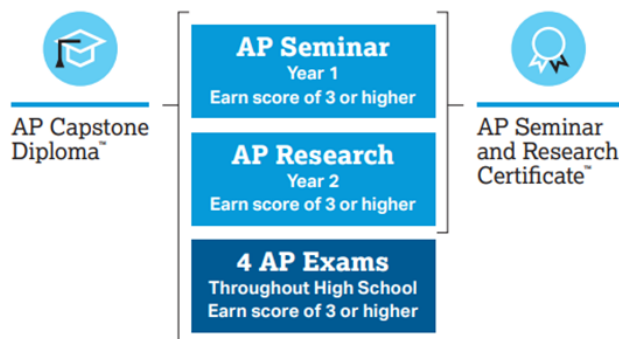 AP Capstone
Diploma™
AP Seminar
Year 1
Earn score of 3 or higher
AP Research
Year 2
Earn score of 3 or higher
4 AP Exams
Throughout High School
Earn score of 3 or higher
AP Seminar
and Research
Certificate™